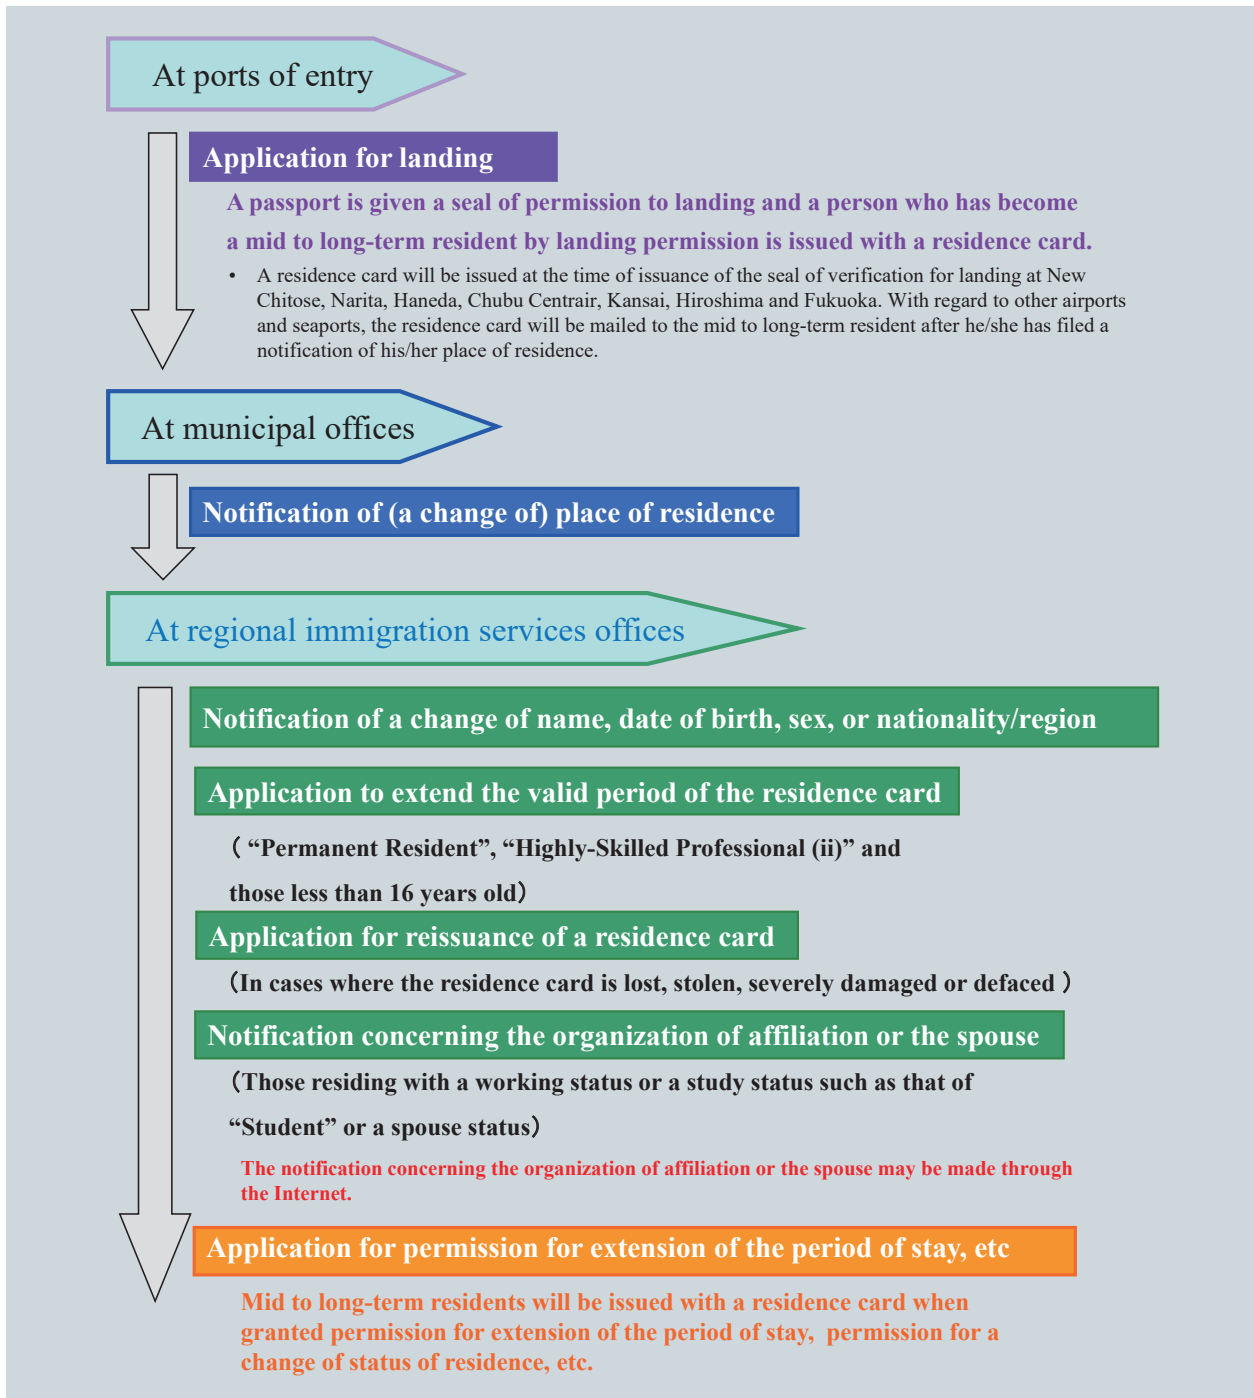 At ports of entry
Application for landing
A passport is given a seal of permission to landing and a person who has become
a mid to long-term resident by landing permission is issued with a residence card.
• A residence card will be issued at the time of issuance of the seal of verification for landing at New
Chitose, Narita, Haneda, Chubu Centrair, Kansai, Hiroshima and Fukuoka. With regard to other airports
and seaports, the residence card will be mailed to the mid to long-term resident after he/she has filed a
notification of his/her place of residence.
At municipal offices
Notification of (a change of) place of residence
At regional immigration services offices
Notification of a change of name, date of birth, sex, or nationality/region
Application to extend the valid period of the residence card
( “Permanent Resident”, “Highly-Skilled Professional (ii)” and
those less than 16 years old)
Application for reissuance of a residence card
(In cases where the residence card is lost, stolen, severely damaged or defaced )
Notification concerning the organization of affiliation or the spouse
(Those residing with a working status or a study status such as that of
“Student” or a spouse status)
The notification concerning the organization of affiliation or the spouse may be made through
the Internet.
Application for permission for extension of the period of stay, etc
Mid to long-term residents will be issued with a residence card when
granted permission for extension of the period of stay,  permission for a
change of status of residence, etc.